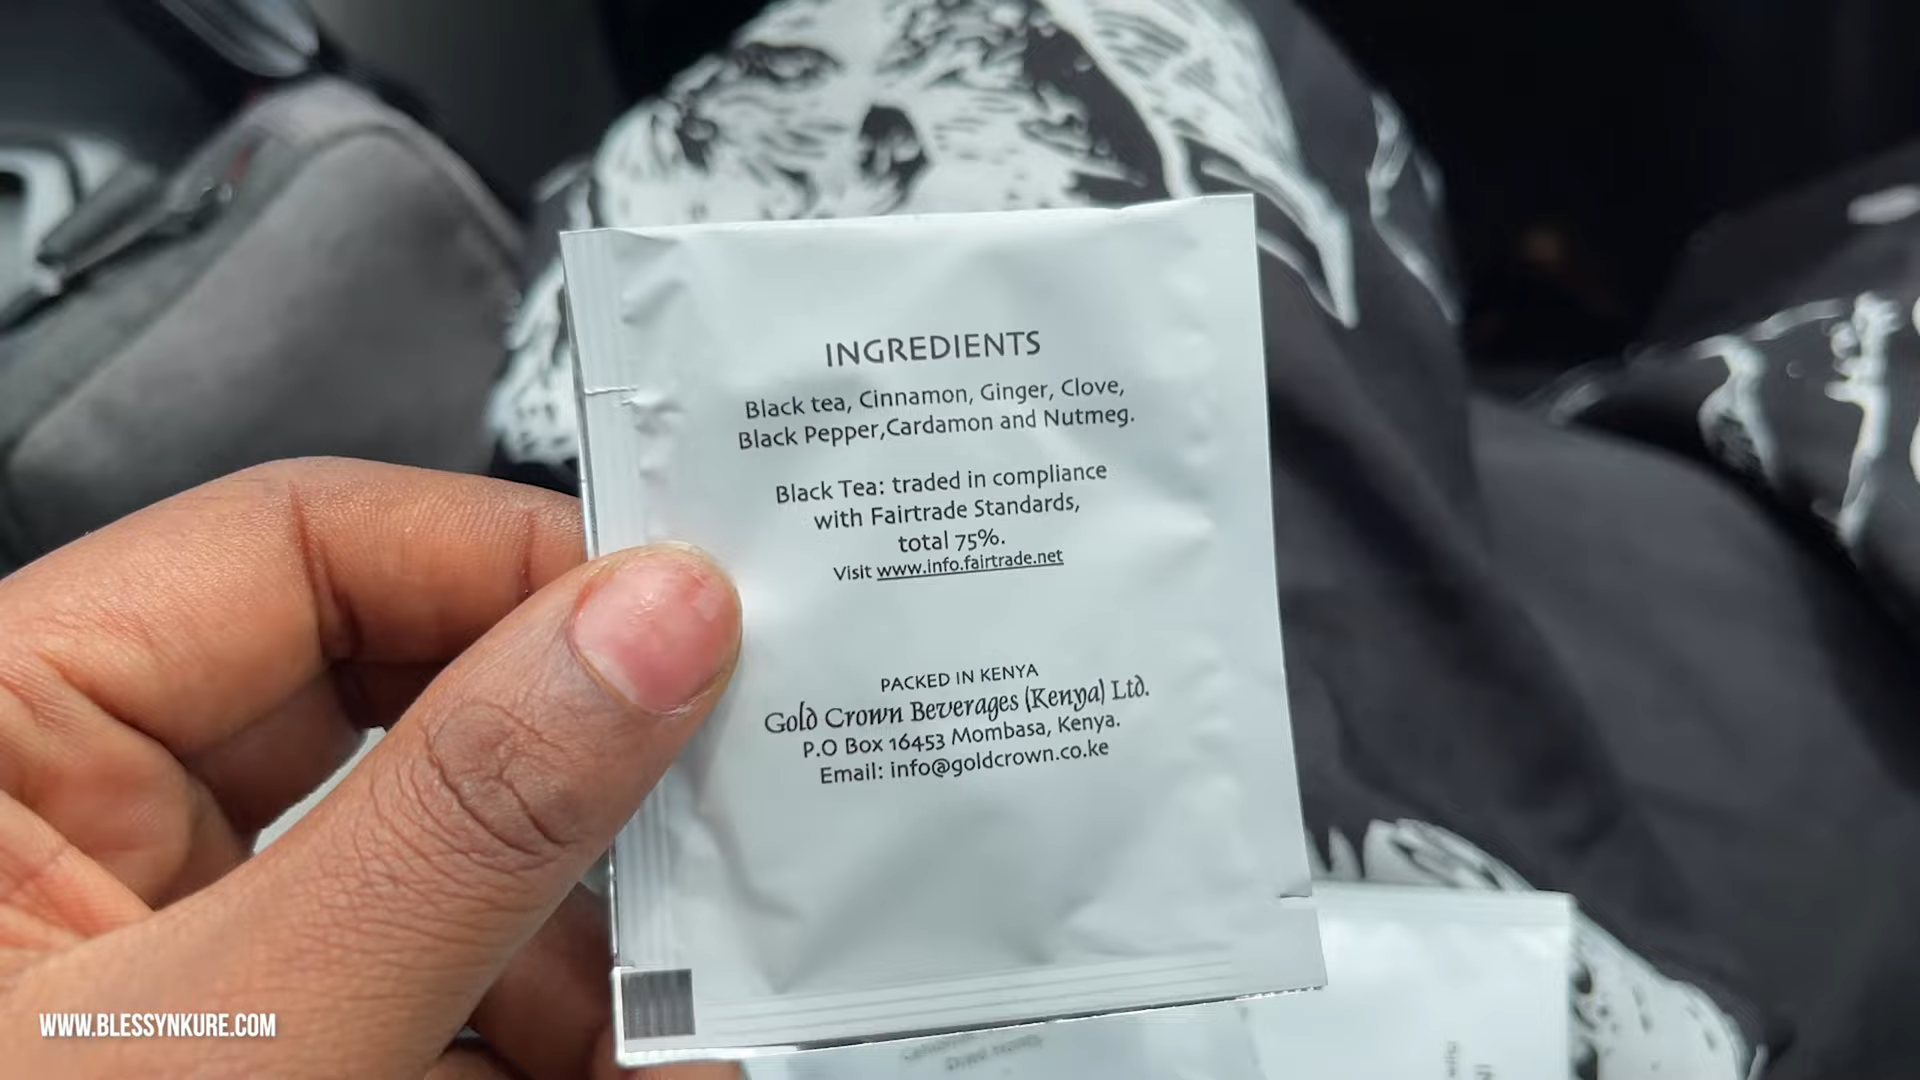 INGREDIENTS
Black tea, Cinnamon, Ginger, Clove,
Black Pepper,Cardamon and Nutmeg.
Black Tea: traded in compliance
with Fairtrade Standards,
total 75%.
Visit www.info.fairtrade.net
PACKED IN KENYA
Gold Crown Beverages (Kenya) Ltd.
P.O Box 16453 Mombasa, Kenya.
Email: info@goldcrown.co.ke
WWW.BLESSYNKURE.COM